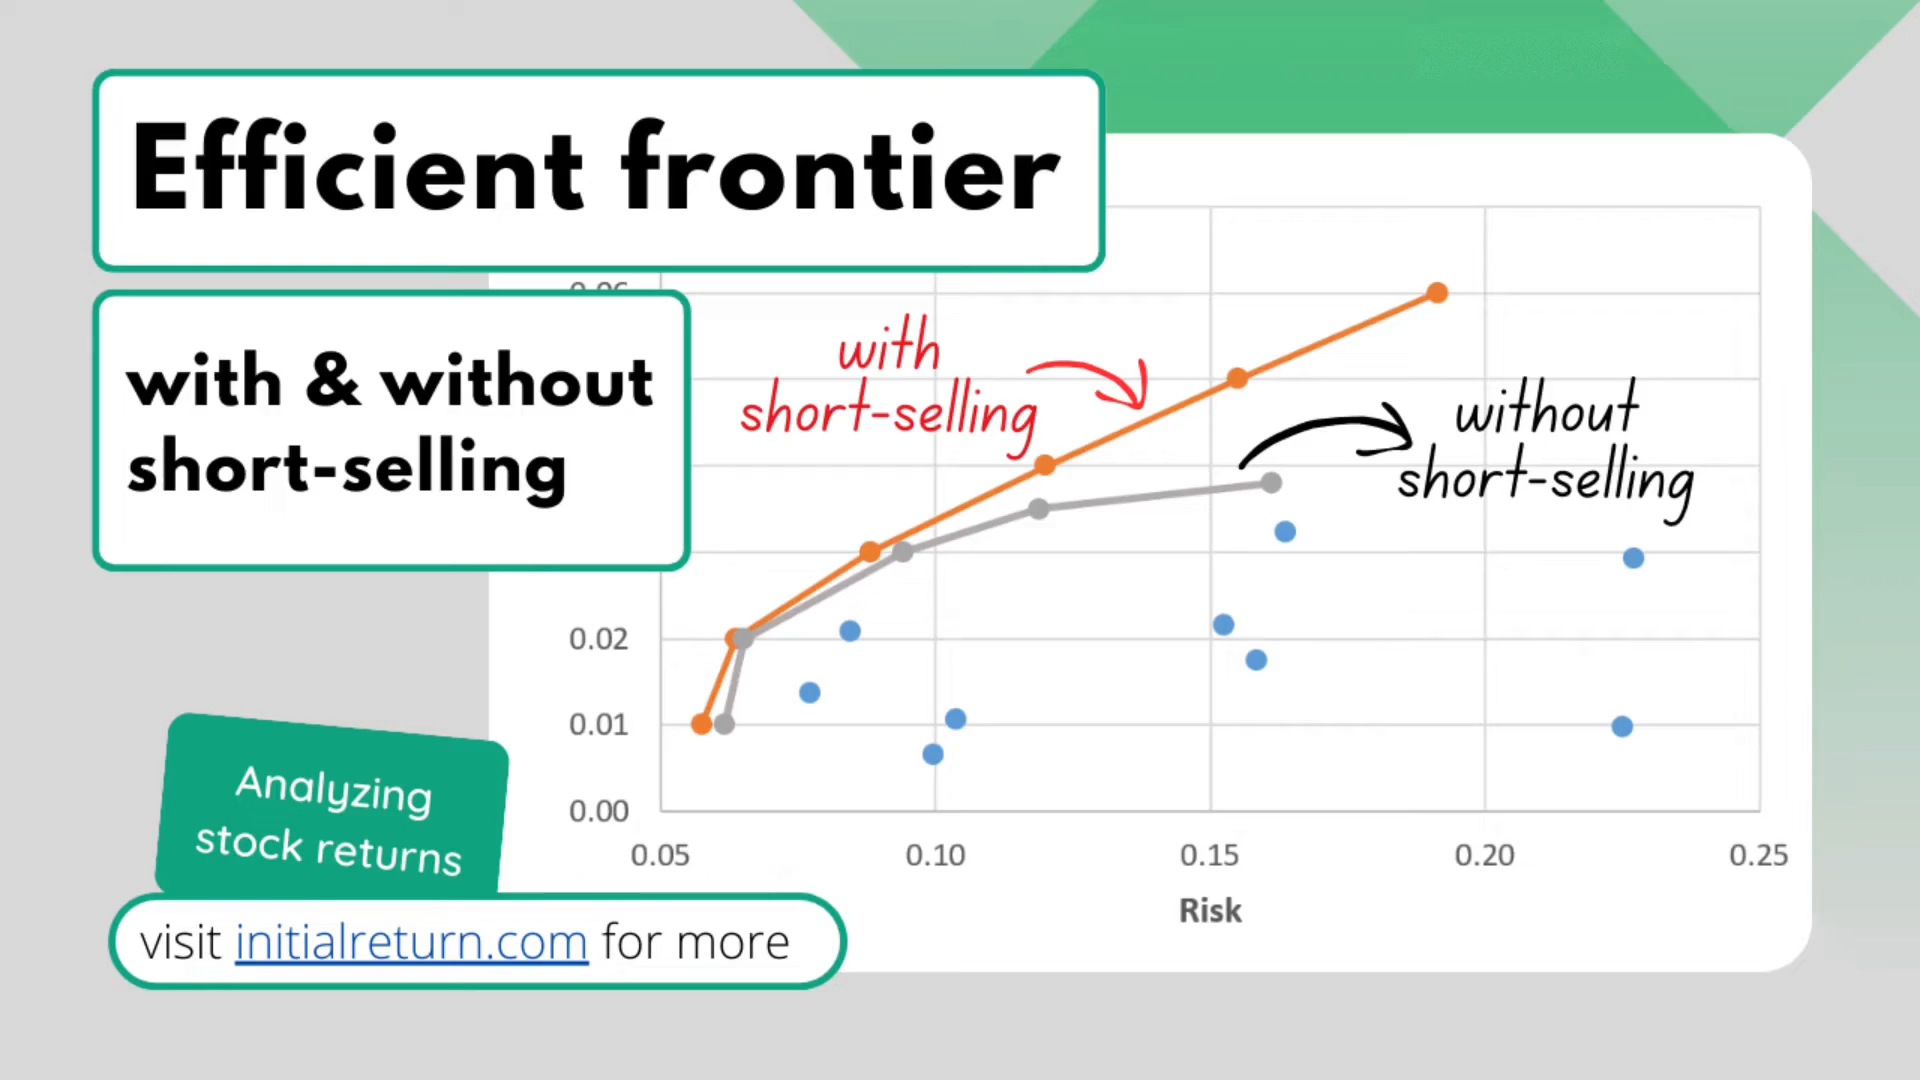 Efficient frontier
with & without
short-selling
with
short-selling
without
short-selling
0.02
0.01
0.00
0.05 0.10 0.15 0.20 0.25
Risk
Analyzing
stock returns
visit initialreturn.com for more